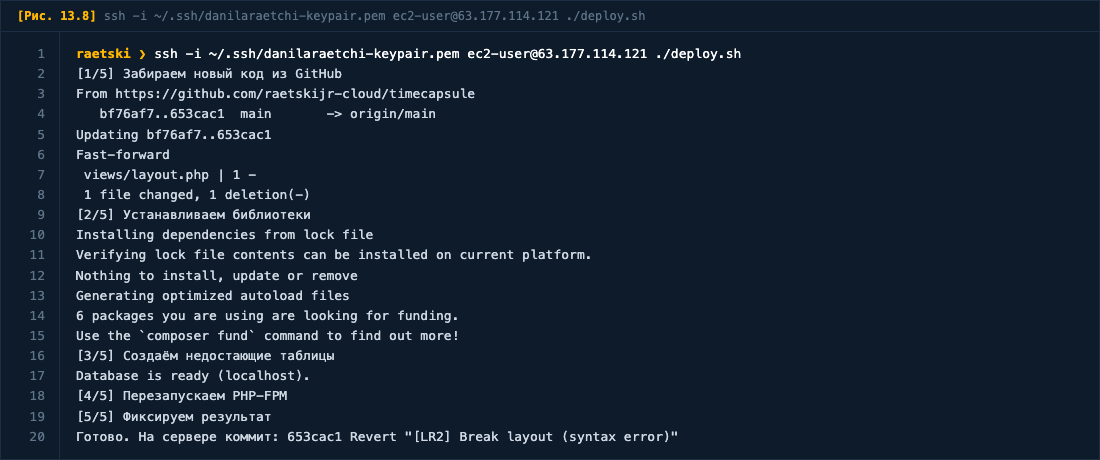 [Рис. 13.8] ssh -i ~/.ssh/danilaraetchi-keypair.pem ec2-user@63.177.114.121 ./deploy.sh
1 raetski ❯ ssh -i ~/.ssh/danilaraetchi-keypair.pem ec2-user@63.177.114.121 ./deploy.sh
2 [1/5] Забираем новый код из GitHub
3 From https://github.com/raetskijr-cloud/timecapsule
4    bf76af7..653cac1  main       -> origin/main
5 Updating bf76af7..653cac1
6 Fast-forward
7  views/layout.php | 1 -
8  1 file changed, 1 deletion(-)
9 [2/5] Устанавливаем библиотеки
10 Installing dependencies from lock file
11 Verifying lock file contents can be installed on current platform.
12 Nothing to install, update or remove
13 Generating optimized autoload files
14 6 packages you are using are looking for funding.
15 Use the `composer fund` command to find out more!
16 [3/5] Создаём недостающие таблицы
17 Database is ready (localhost).
18 [4/5] Перезапускаем PHP-FPM
19 [5/5] Фиксируем результат
20 Готово. На сервере коммит: 653cac1 Revert "[LR2] Break layout (syntax error)"